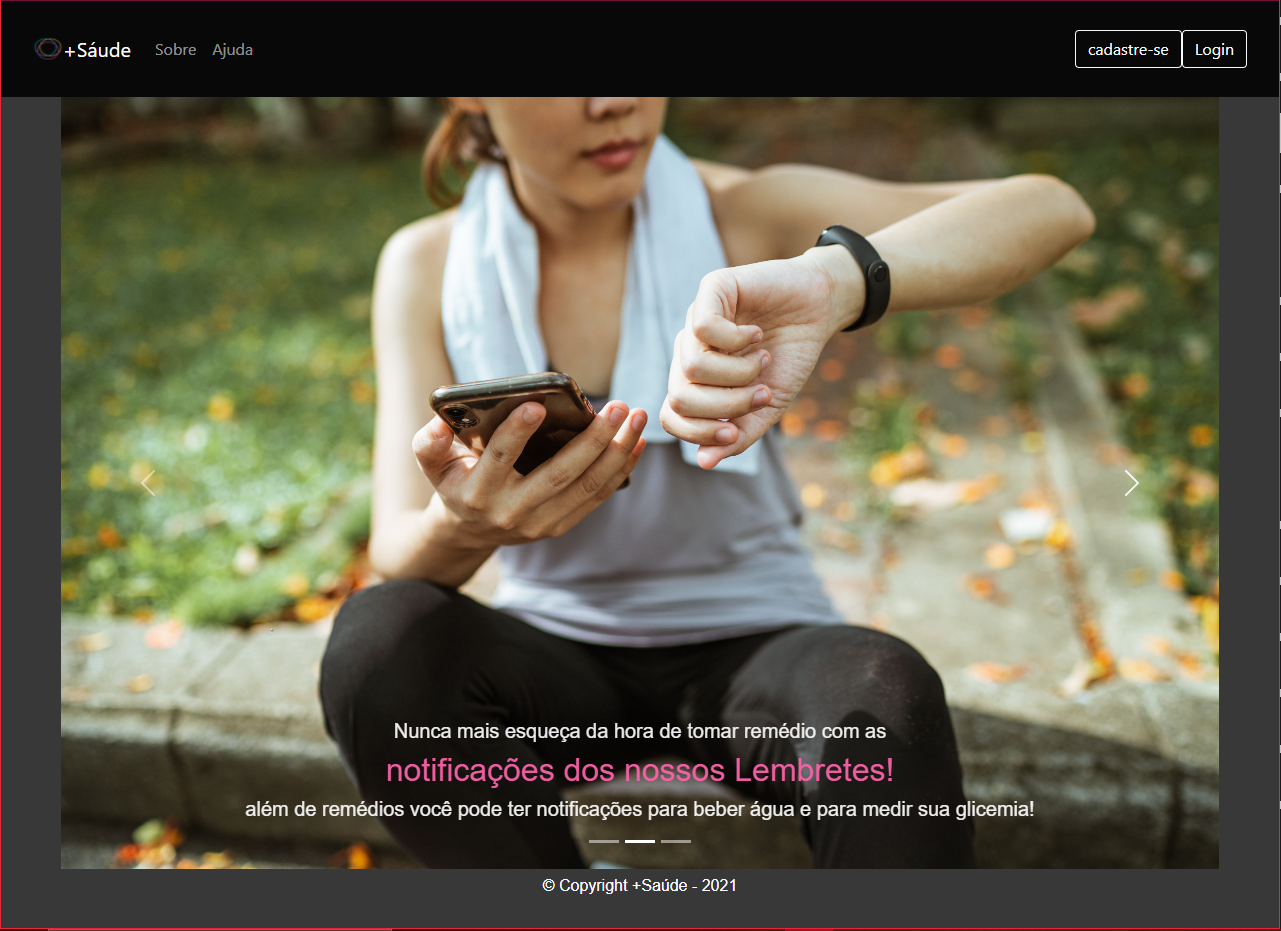 +Sáude Sobre Ajuda cadastre-se Login
Nunca mais esqueça da hora de tomar remédio com as
notificações dos nossos Lembretes!
além de remédios você pode ter notificações para beber água e para medir sua glicemia!
© Copyright +Saúde - 2021